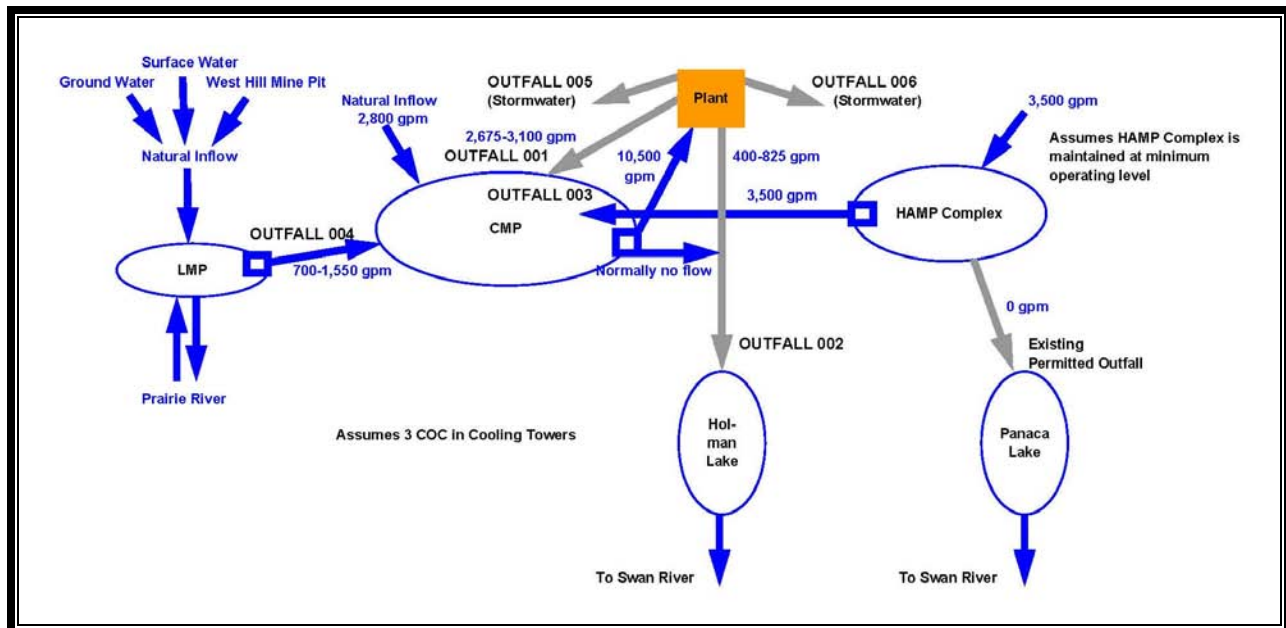 Surface Water
Ground Water
West Hill Mine Pit
Natural Inflow
LMP
Prairie River
OUTFALL 004
700-1,550 gpm
Natural Inflow
2,800 gpm
OUTFALL 005
(Stormwater)
Plant
OUTFALL 006
(Stormwater)
2,675-3,100 gpm
OUTFALL 001
10,500
gpm
400-825 gpm
OUTFALL 003
CMP
3,500 gpm
Normally no flow
3,500 gpm
Assumes HAMP Complex is
maintained at minimum
operating level
HAMP Complex
0 gpm
Existing
Permitted Outfall
OUTFALL 002
Hol-
man
Lake
Panaca
Lake
Assumes 3 COC in Cooling Towers
To Swan River
To Swan River